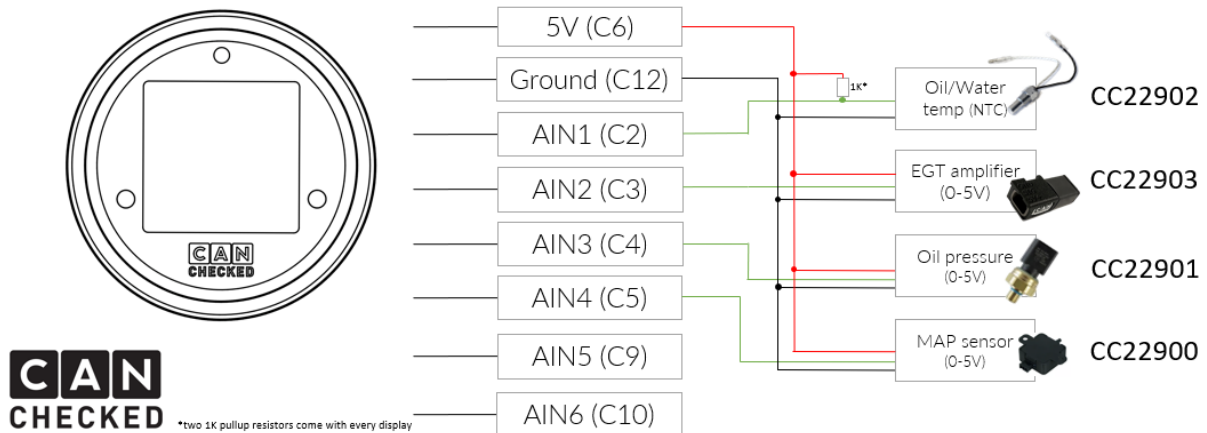 CAN
CHECKED
5V (C6)
Ground (C12)
AIN1 (C2)
AIN2 (C3)
AIN3 (C4)
AIN4 (C5)
AIN5 (C9)
AIN6 (C10)
1K*
Oil/Water
temp (NTC)
CC22902
EGT amplifier
(0-5V)
CC22903
Oil pressure
(0-5V)
CC22901
MAP sensor
(0-5V)
CC22900
CAN
CHECKED
*two 1K pullup resistors come with every display